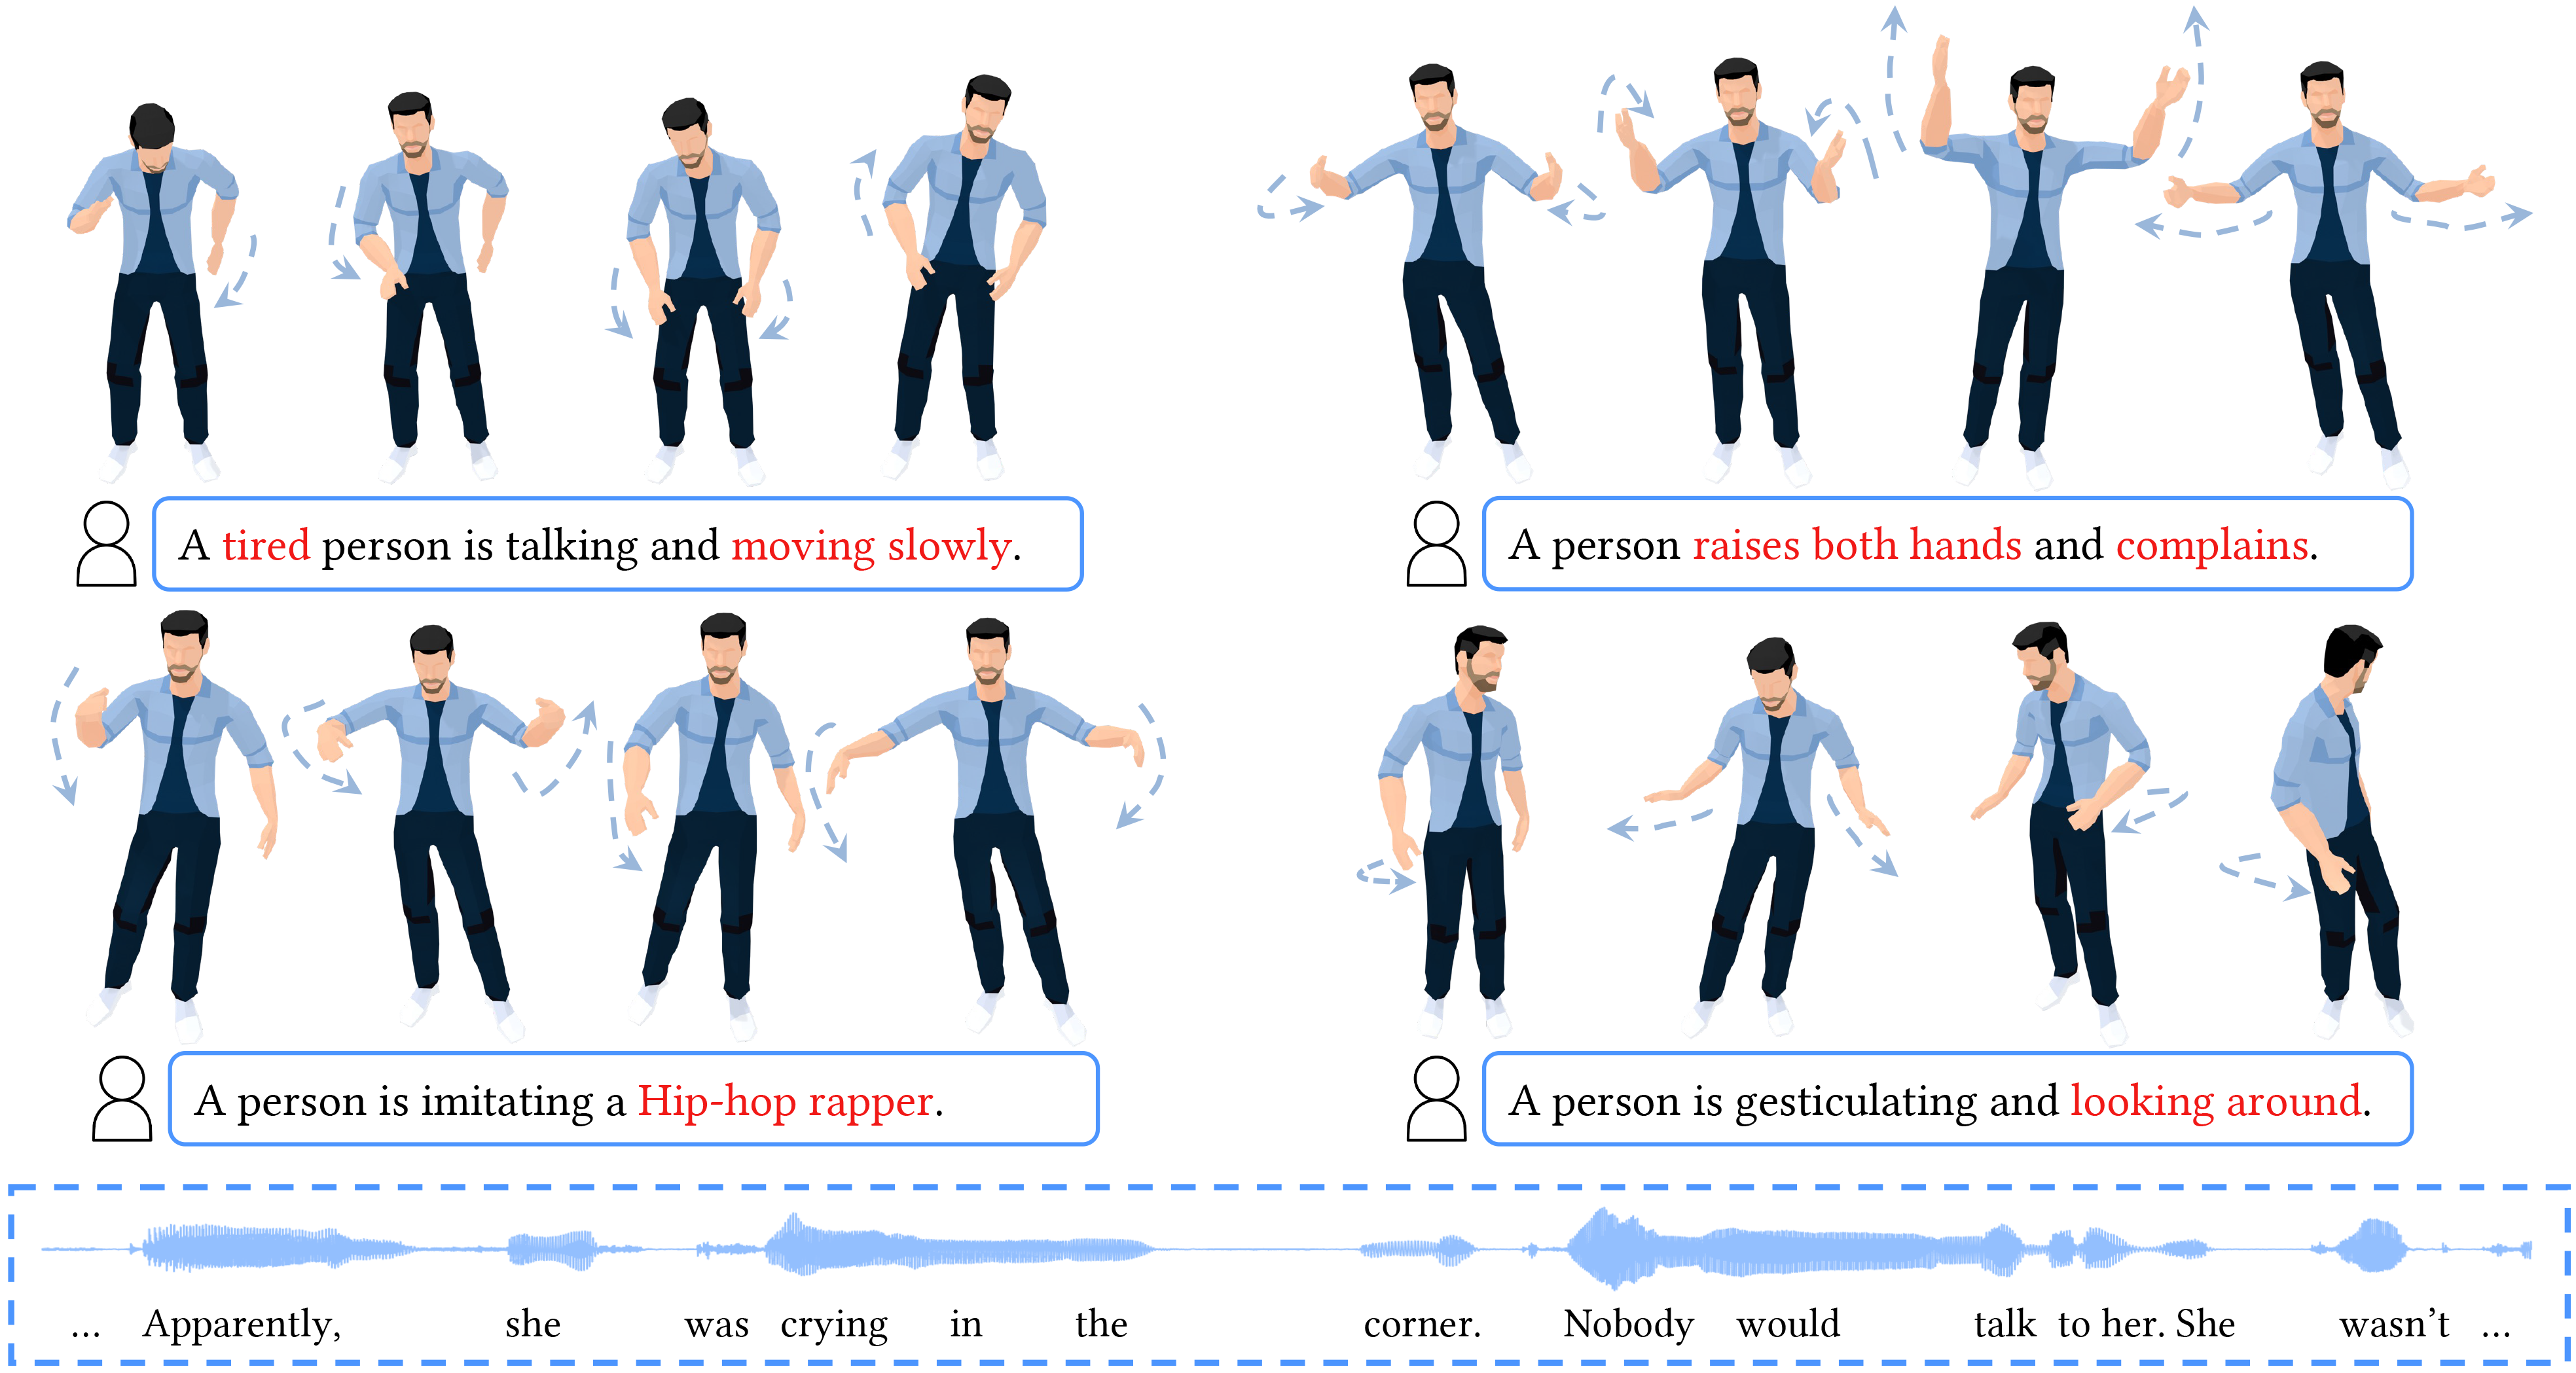 A tired person is talking and moving slowly.
A person raises both hands and complains.
A person is imitating a Hip-hop rapper.
A person is gesticulating and looking around.
... Apparently, she was crying in the corner. Nobody would talk to her. She wasn’t ...